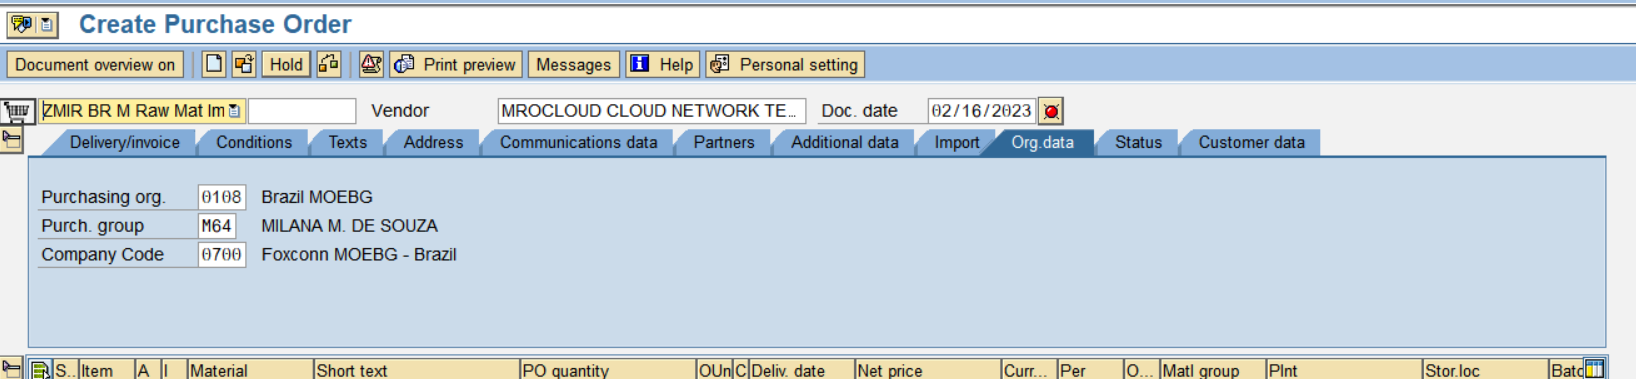 Create Purchase Order
Document overview on Hold Print preview Messages Help Personal setting
ZMIR BR M Raw Mat Im Vendor MROCLOUD CLOUD NETWORK TE... Doc. date 02/16/2023
Delivery/invoice Conditions Texts Address Communications data Partners Additional data Import Org.data Status Customer data
Purchasing org. 0108 Brazil MOEBG
Purch. group M64 MILANA M. DE SOUZA
Company Code 0700 Foxconn MOEBG - Brazil
S.. Item A I Material Short text PO quantity OUn C Deliv. date Net price Curr... Per O... Matl group Plnt Stor.loc Batc